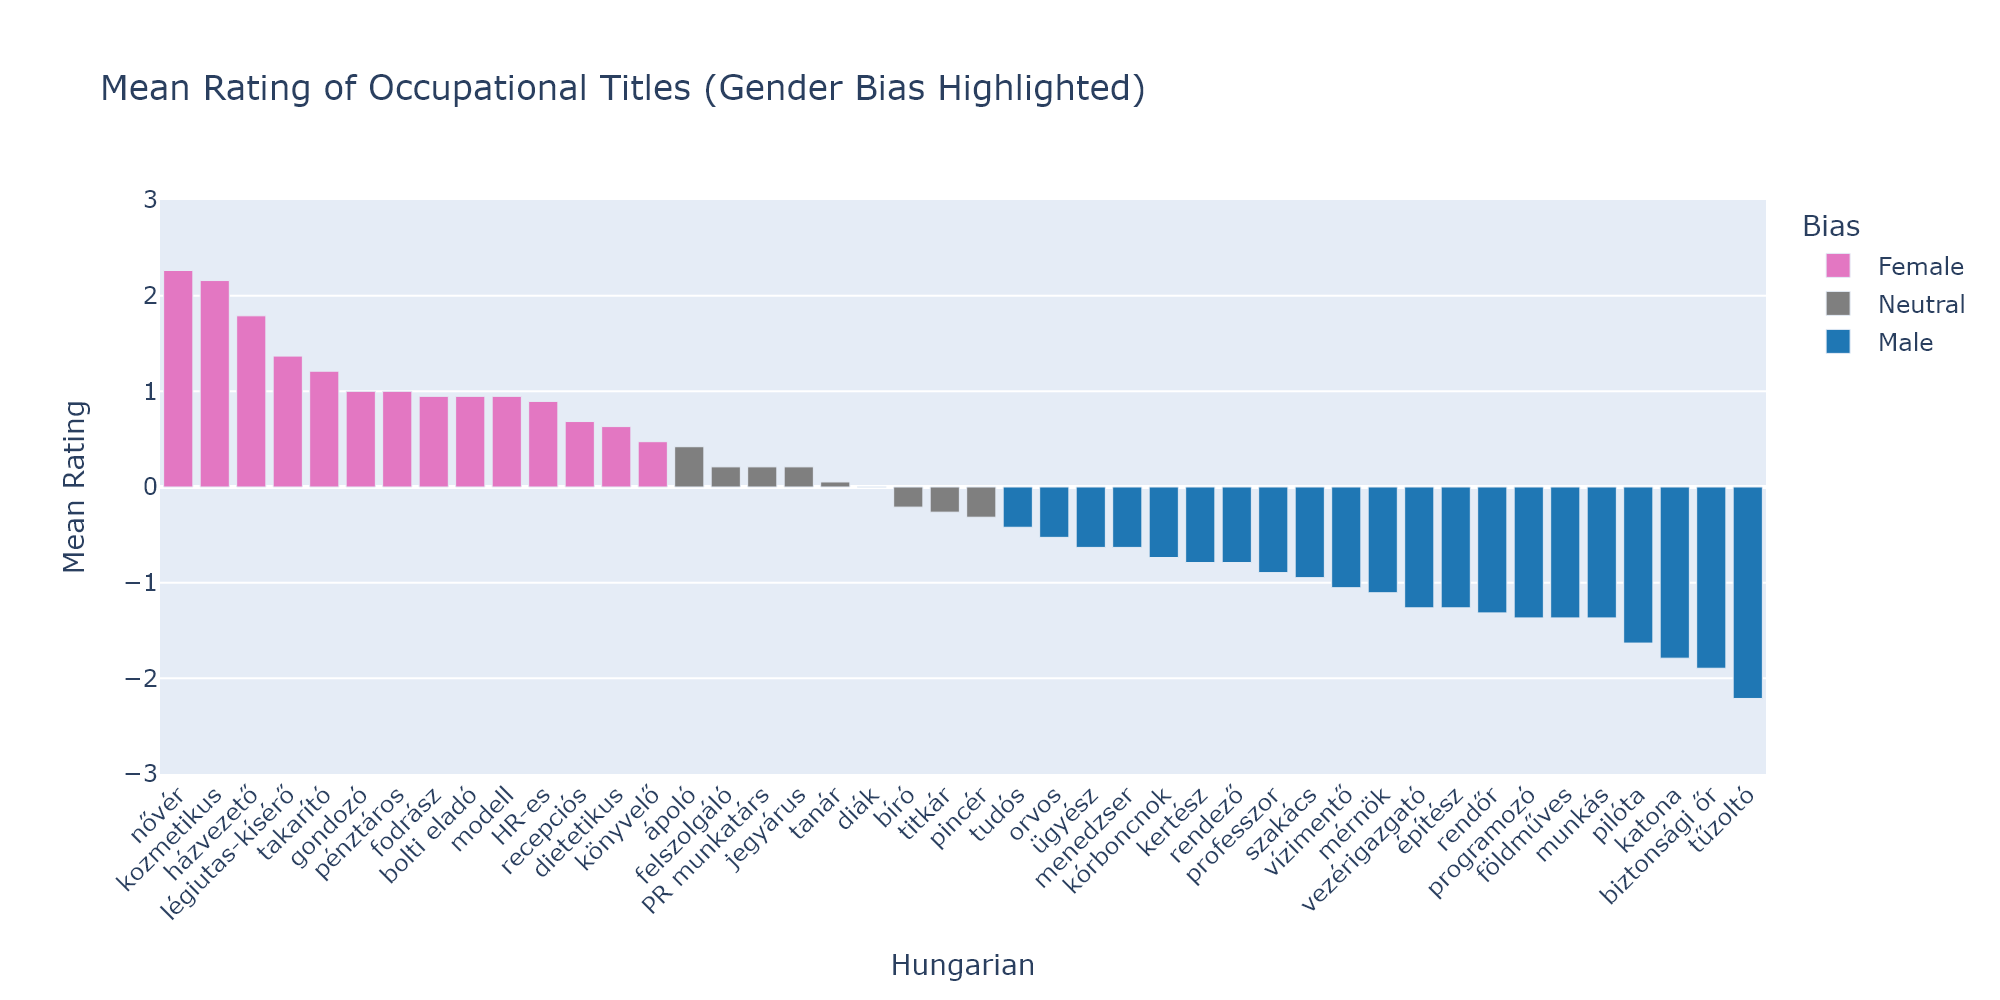 Mean Rating of Occupational Titles (Gender Bias Highlighted)
3
2
1
0
−1
−2
−3
Mean Rating
nővér
kozmetikus
házvezető
légiutas-kísérő
takarító
gondozó
pénztáros
fodrász
bolti eladó
modell
HR-es
recepciós
dietetikus
könyvelő
ápoló
felszolgáló
PR munkatárs
jegyárus
tanár
diák
bíró
titkár
pincér
tudós
orvos
ügyész
menedzser
kórboncnok
kertész
rendező
professzor
szakács
vízimentő
mérnök
vezérigazgató
építész
rendőr
programozó
földműves
munkás
pilóta
katona
biztonsági őr
tűzoltó
Hungarian
Bias
Female
Neutral
Male